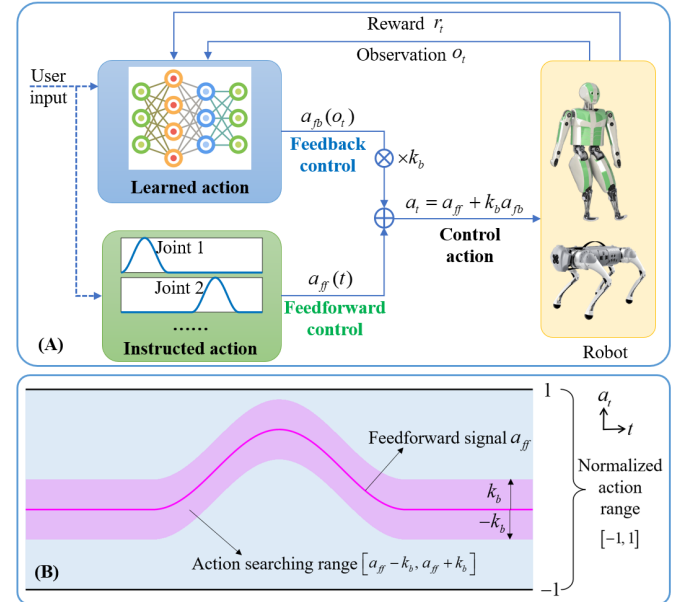 Reward r_t
Observation o_t
User
input
a_fb(o_t)
Feedback
control
×k_b
Learned action
a_t = a_ff + k_b a_fb
Control
action
Joint 1
Joint 2
......
a_ff(t)
Feedforward
control
Instructed action
(A)
Robot
1
a_t
t
Feedforward signal a_ff
k_b
−k_b
Normalized
action
range
[−1, 1]
Action searching range [a_ff − k_b, a_ff + k_b]
(B)
−1